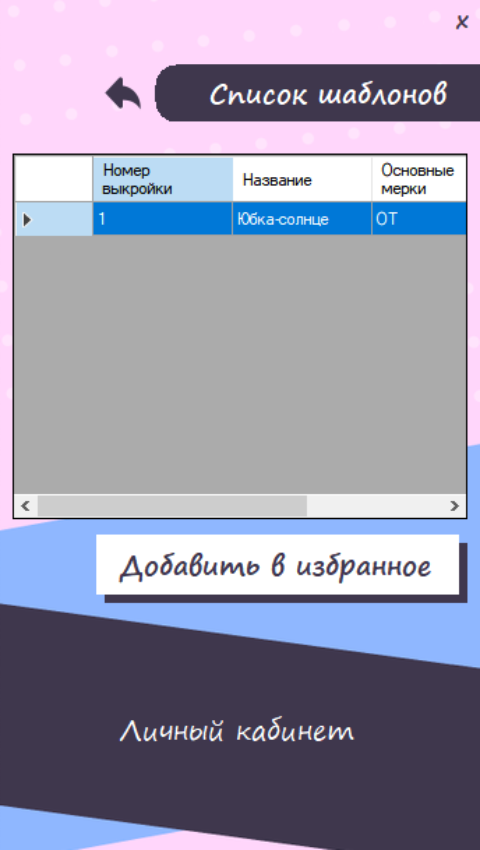 x
Список шаблонов
Номер выкройки Название Основные мерки
1 Юбка-солнце ОТ
Добавить в избранное
Личный кабинет